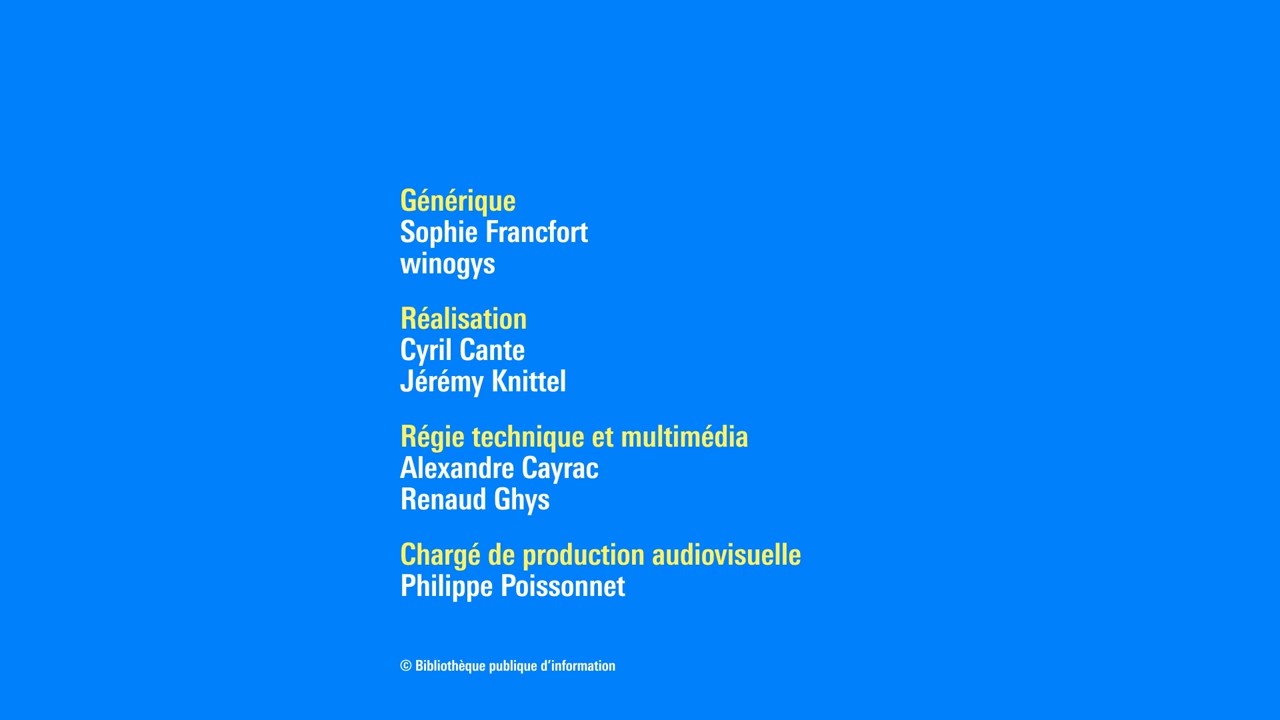 Générique
Sophie Francfort
winogys
Réalisation
Cyril Cante
Jérémy Knittel
Régie technique et multimédia
Alexandre Cayrac
Renaud Ghys
Chargé de production audiovisuelle
Philippe Poissonnet
© Bibliothèque publique d’information